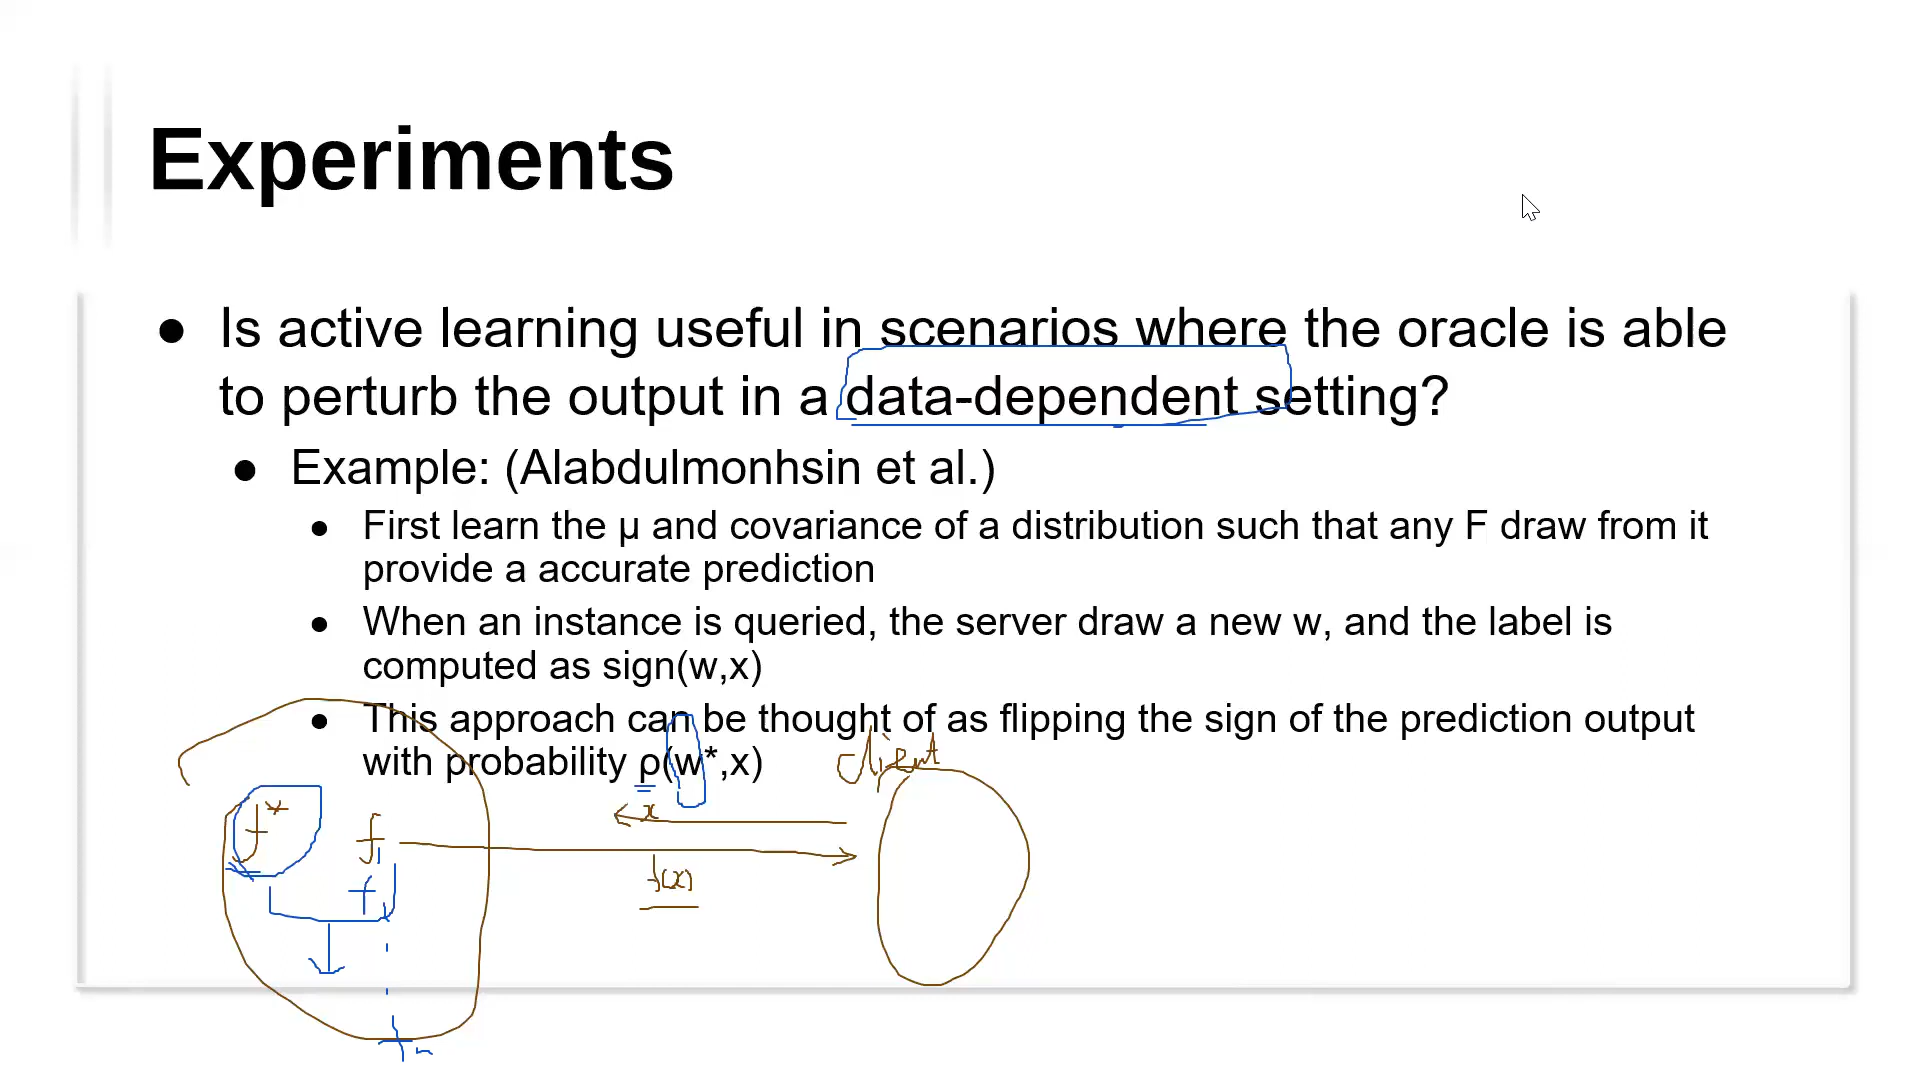 Experiments
● Is active learning useful in scenarios where the oracle is able
to perturb the output in a data-dependent setting?
● Example: (Alabdulmonhsin et al.)
● First learn the μ and covariance of a distribution such that any F draw from it
provide a accurate prediction
● When an instance is queried, the server draw a new w, and the label is
computed as sign(w,x)
● This approach can be thought of as flipping the sign of the prediction output
with probability ρ(w*,x)
client
x
f* f1
f(x)
f2
fn